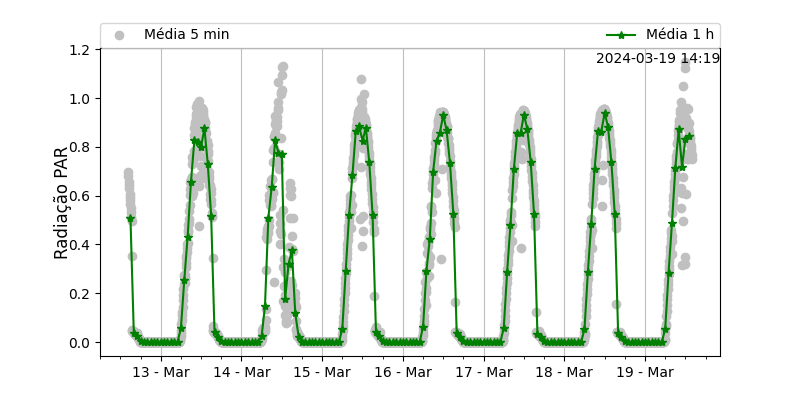 Média 5 min
Média 1 h
2024-03-19 14:19
Radiação PAR
1.2
1.0
0.8
0.6
0.4
0.2
0.0
13 - Mar
14 - Mar
15 - Mar
16 - Mar
17 - Mar
18 - Mar
19 - Mar